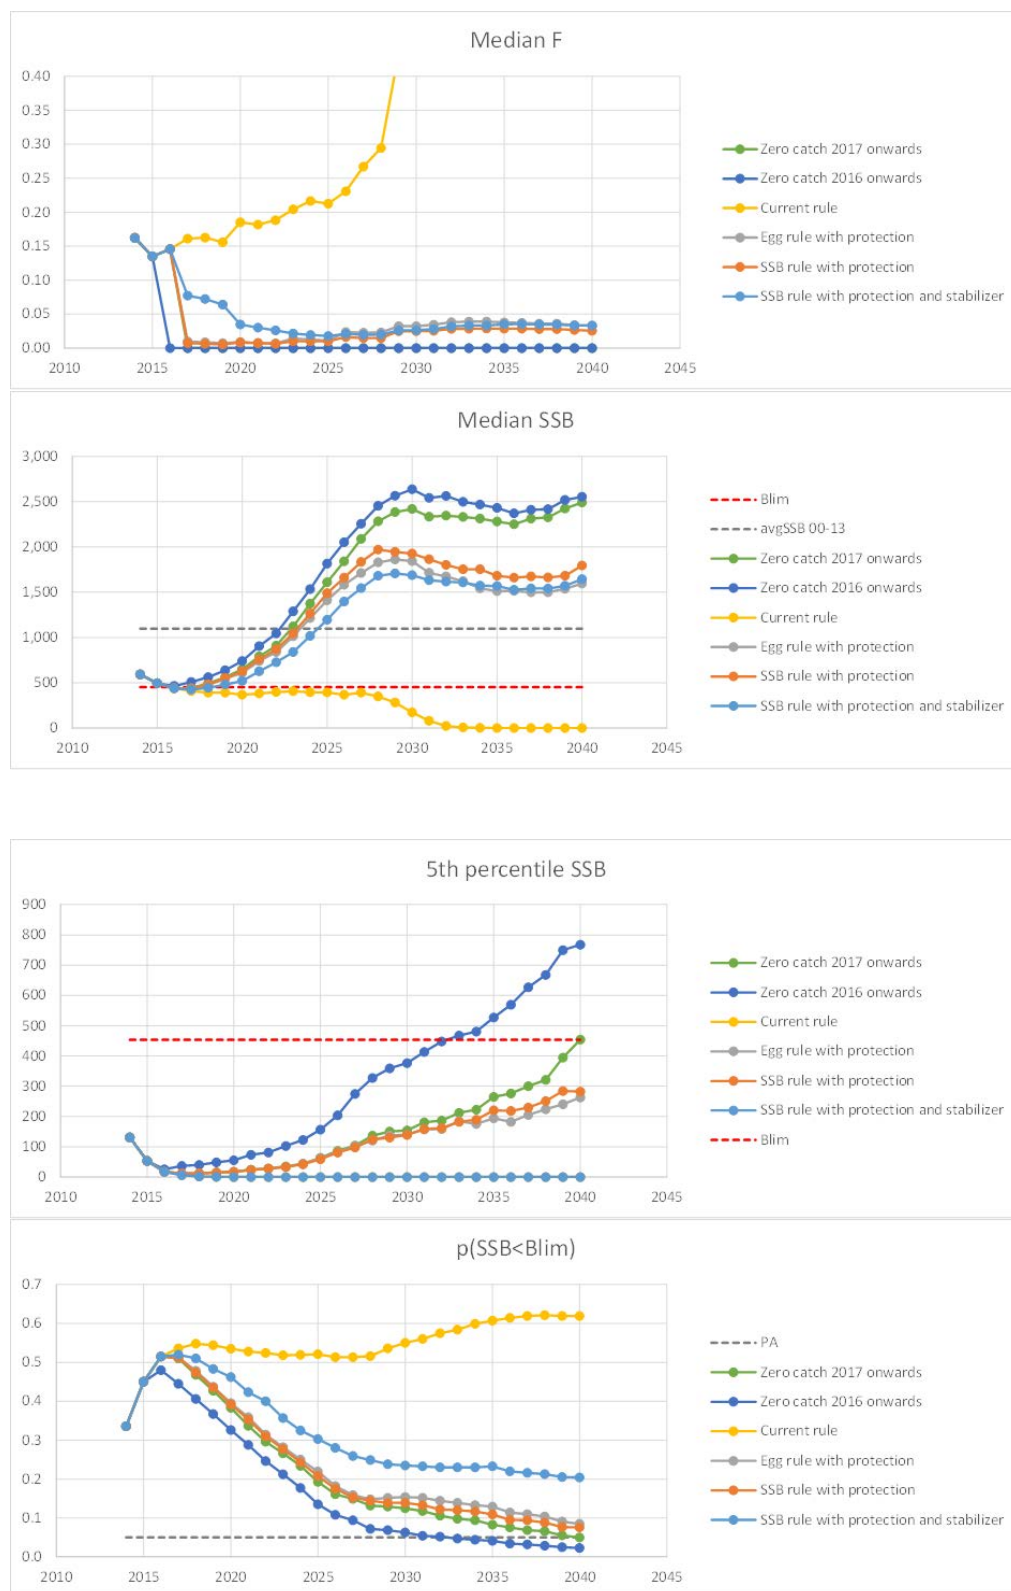 Median F
0.40
0.35
0.30
0.25
0.20
0.15
0.10
0.05
0.00
2010 2015 2020 2025 2030 2035 2040 2045
Zero catch 2017 onwards
Zero catch 2016 onwards
Current rule
Egg rule with protection
SSB rule with protection
SSB rule with protection and stabilizer
Median SSB
3,000
2,500
2,000
1,500
1,000
500
0
2010 2015 2020 2025 2030 2035 2040 2045
Blim
avgSSB 00-13
Zero catch 2017 onwards
Zero catch 2016 onwards
Current rule
Egg rule with protection
SSB rule with protection
SSB rule with protection and stabilizer
5th percentile SSB
900
800
700
600
500
400
300
200
100
0
2010 2015 2020 2025 2030 2035 2040 2045
Zero catch 2017 onwards
Zero catch 2016 onwards
Current rule
Egg rule with protection
SSB rule with protection
SSB rule with protection and stabilizer
Blim
p(SSB<Blim)
0.7
0.6
0.5
0.4
0.3
0.2
0.1
0.0
2010 2015 2020 2025 2030 2035 2040 2045
PA
Zero catch 2017 onwards
Zero catch 2016 onwards
Current rule
Egg rule with protection
SSB rule with protection
SSB rule with protection and stabilizer